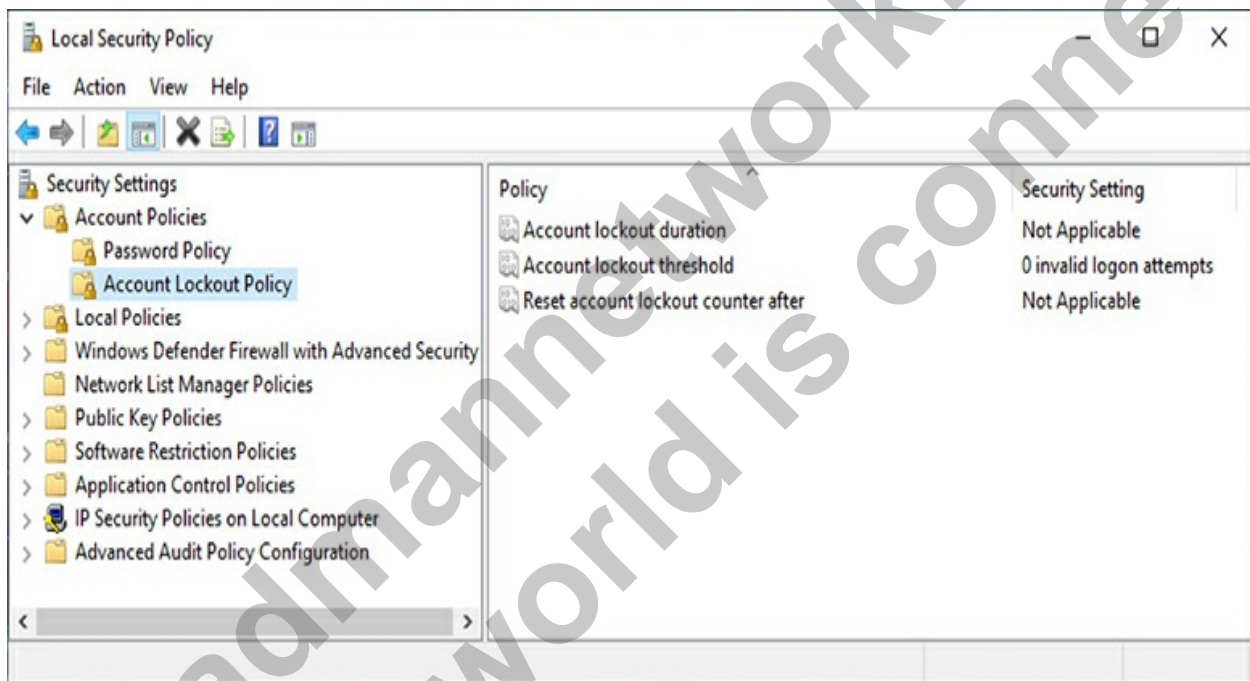 Local Security Policy
File Action View Help
Security Settings
Account Policies
Password Policy
Account Lockout Policy
Local Policies
Windows Defender Firewall with Advanced Security
Network List Manager Policies
Public Key Policies
Software Restriction Policies
Application Control Policies
IP Security Policies on Local Computer
Advanced Audit Policy Configuration
Policy Security Setting
Account lockout duration Not Applicable
Account lockout threshold 0 invalid logon attempts
Reset account lockout counter after Not Applicable
world is